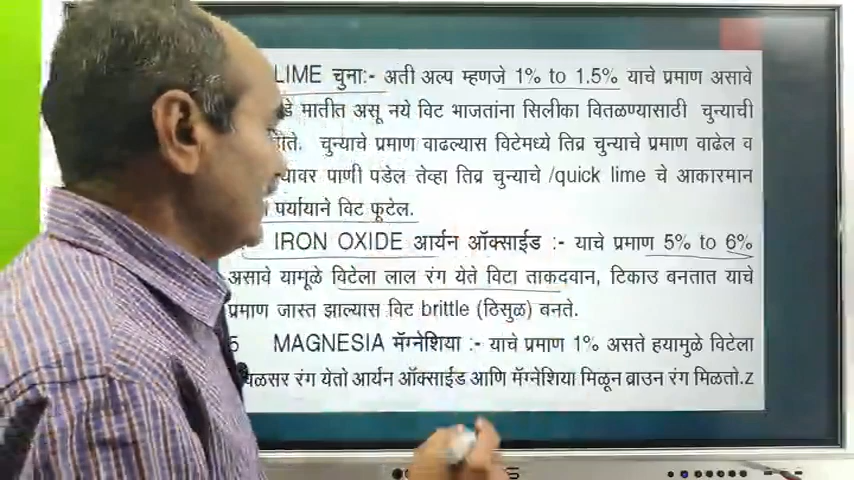 LIME चुनाः- अती अल्प म्हणजे 1% to 1.5% याचे प्रमाण असावे
मातीत असू नये विट भाजतांना सिलीका वितळण्यासाठी चुन्याची
चुन्याचे प्रमाण वाढल्यास विटेमध्ये तिव्र चुन्याचे प्रमाण वाढेल व
पाणी पडेल तेव्हा तिव्र चुन्याचे /quick lime चे आकारमान
पर्यायाने विट फूटेल.
IRON OXIDE आर्यन ऑक्साईड :- याचे प्रमाण 5% to 6%
असावे यामूळे विटेला लाल रंग येते विटा ताकदवान, टिकाउ बनतात याचे
प्रमाण जास्त झाल्यास विट brittle (ठिसुळ) बनते.
5 MAGNESIA मॅग्नेशिया :- याचे प्रमाण 1% असते हयामुळे विटेला
रंग येतो आर्यन ऑक्साईड आणि मॅग्नेशिया मिळून ब्राउन रंग मिळतो.z